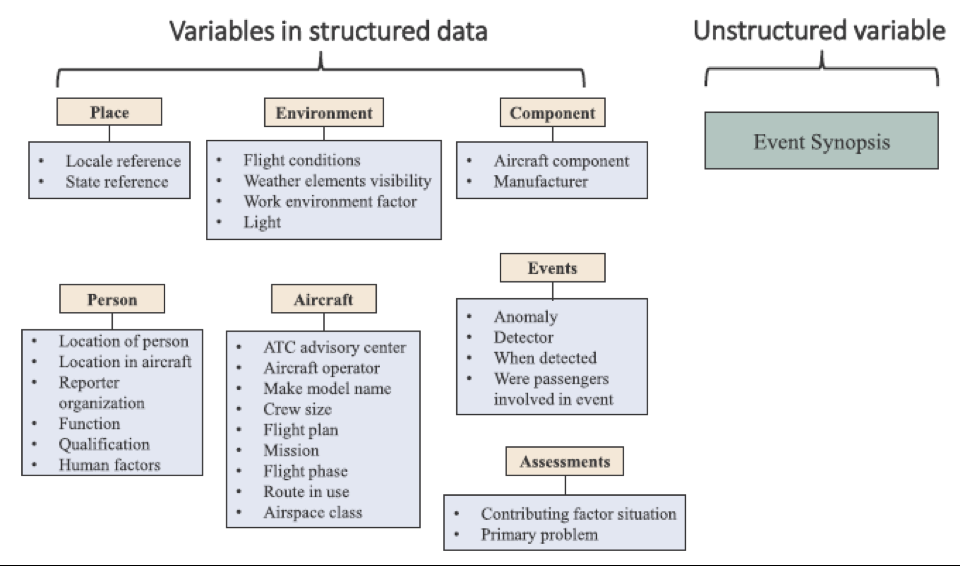 Variables in structured data
Unstructured variable
Place
• Locale reference
• State reference
Environment
• Flight conditions
• Weather elements visibility
• Work environment factor
• Light
Component
• Aircraft component
• Manufacturer
Event Synopsis
Person
• Location of person
• Location in aircraft
• Reporter
organization
• Function
• Qualification
• Human factors
Aircraft
• ATC advisory center
• Aircraft operator
• Make model name
• Crew size
• Flight plan
• Mission
• Flight phase
• Route in use
• Airspace class
Events
• Anomaly
• Detector
• When detected
• Were passengers
involved in event
Assessments
• Contributing factor situation
• Primary problem